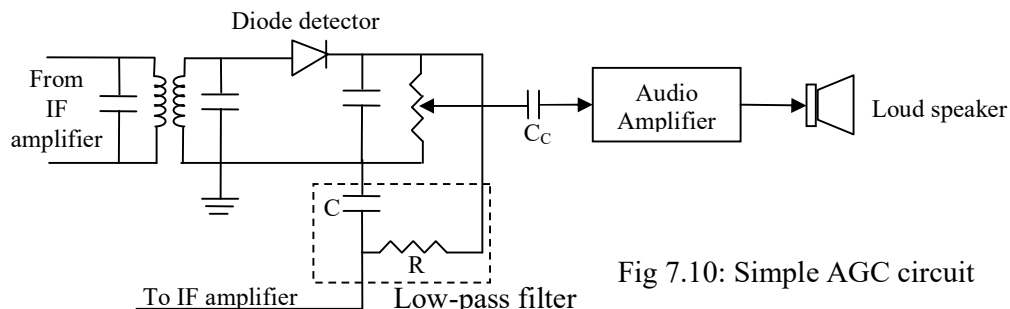 Diode detector
From
IF
amplifier
Audio
Amplifier
Loud speaker
C_C
C
R
Fig 7.10: Simple AGC circuit
To IF amplifier
Low-pass filter